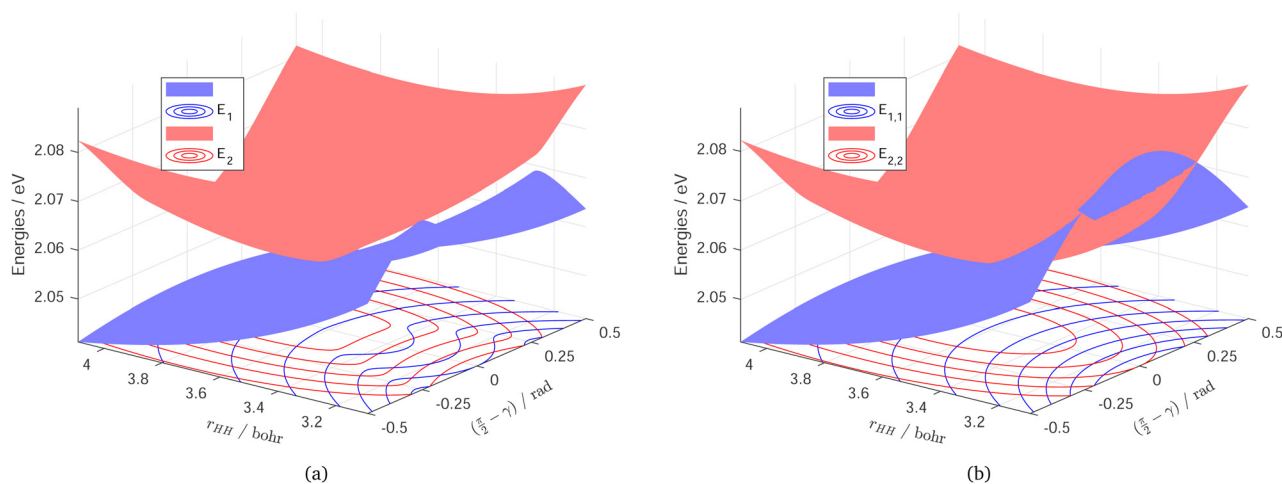 E₁
E₂
2.08
2.07
2.06
2.05
Energies / eV
4
3.8
3.6
3.4
3.2
r_HH / bohr
-0.5
-0.25
0
0.25
0.5
(π/2 − γ) / rad
(a)
E₁,₁
E₂,₂
2.08
2.07
2.06
2.05
Energies / eV
4
3.8
3.6
3.4
3.2
r_HH / bohr
-0.5
-0.25
0
0.25
0.5
(π/2 − γ) / rad
(b)